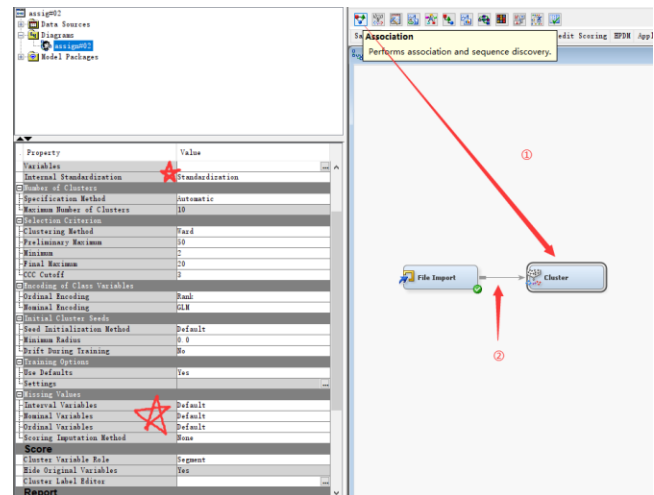 assig#02
Data Sources
Diagrams
assign#02
Model Packages
Association
Performs association and sequence discovery.
Sa
edit Scoring HPDM Appl
Property Value
Variables
Internal Standardization Standardization
Number of Clusters
Specification Method Automatic
Maximum Number of Clusters 10
Selection Criterion
Clustering Method Ward
Preliminary Maximum 50
Minimum 2
Final Maximum 20
CCC Cutoff 3
Encoding of Class Variables
Ordinal Encoding Rank
Nominal Encoding GLM
Initial Cluster Seeds
Seed Initialization Method Default
Minimum Radius 0.0
Drift During Training No
Training Options
Use Defaults Yes
Settings
Missing Values
Interval Variables Default
Nominal Variables Default
Ordinal Variables Default
Scoring Imputation Method None
Score
Cluster Variable Role Segment
Hide Original Variables Yes
Cluster Label Editor
Report
①
File Import
Cluster
②